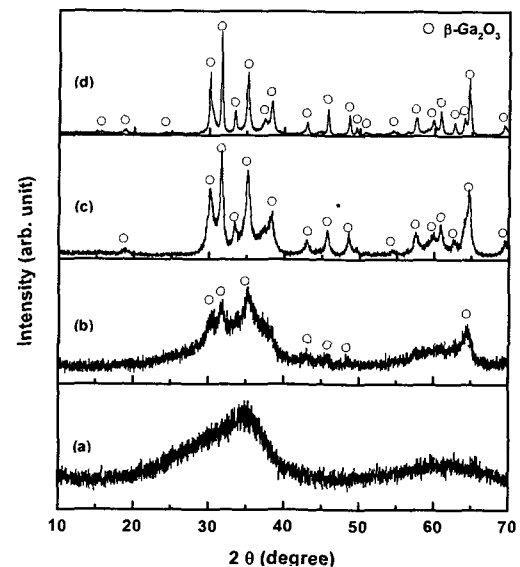 ○ β-Ga₂O₃
(d)
(c)
(b)
(a)
Intensity (arb. unit)
10 20 30 40 50 60 70
2 θ (degree)